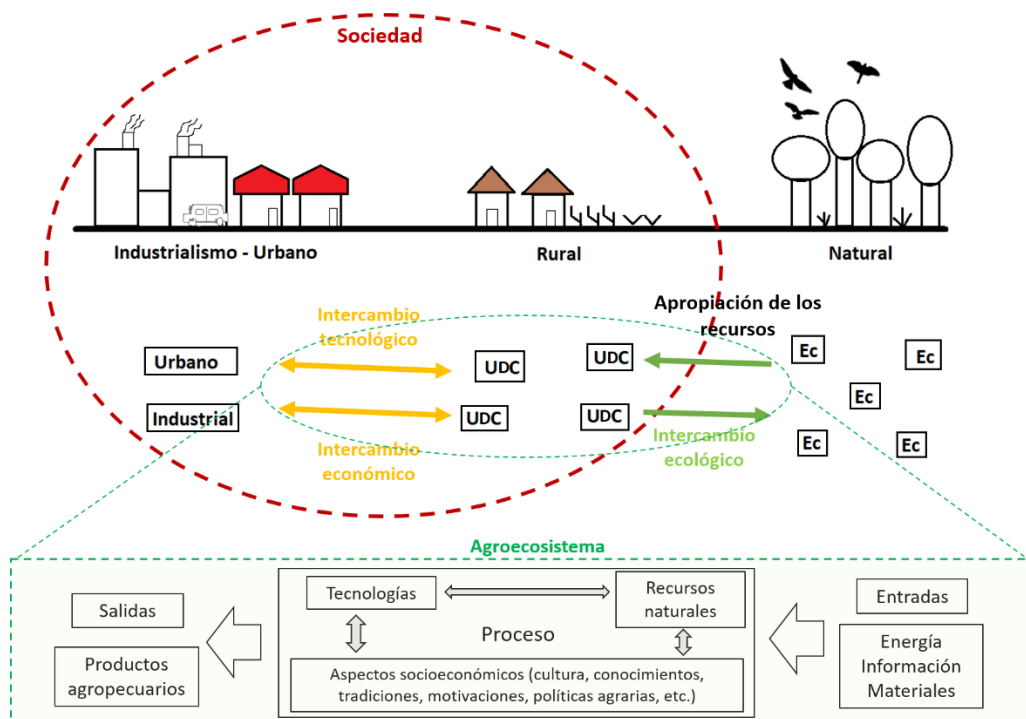 Sociedad
Industrialismo - Urbano
Rural
Natural
Intercambio
tecnológico
Apropiación de los
recursos
Urbano
UDC
UDC
Ec
Ec
Ec
Industrial
UDC
UDC
Ec
Ec
Intercambio
económico
Intercambio
ecológico
Agroecosistema
Salidas
Productos
agropecuarios
Tecnologías
Recursos
naturales
Proceso
Aspectos socioeconómicos (cultura, conocimientos,
tradiciones, motivaciones, políticas agrarias, etc.)
Entradas
Energía
Información
Materiales